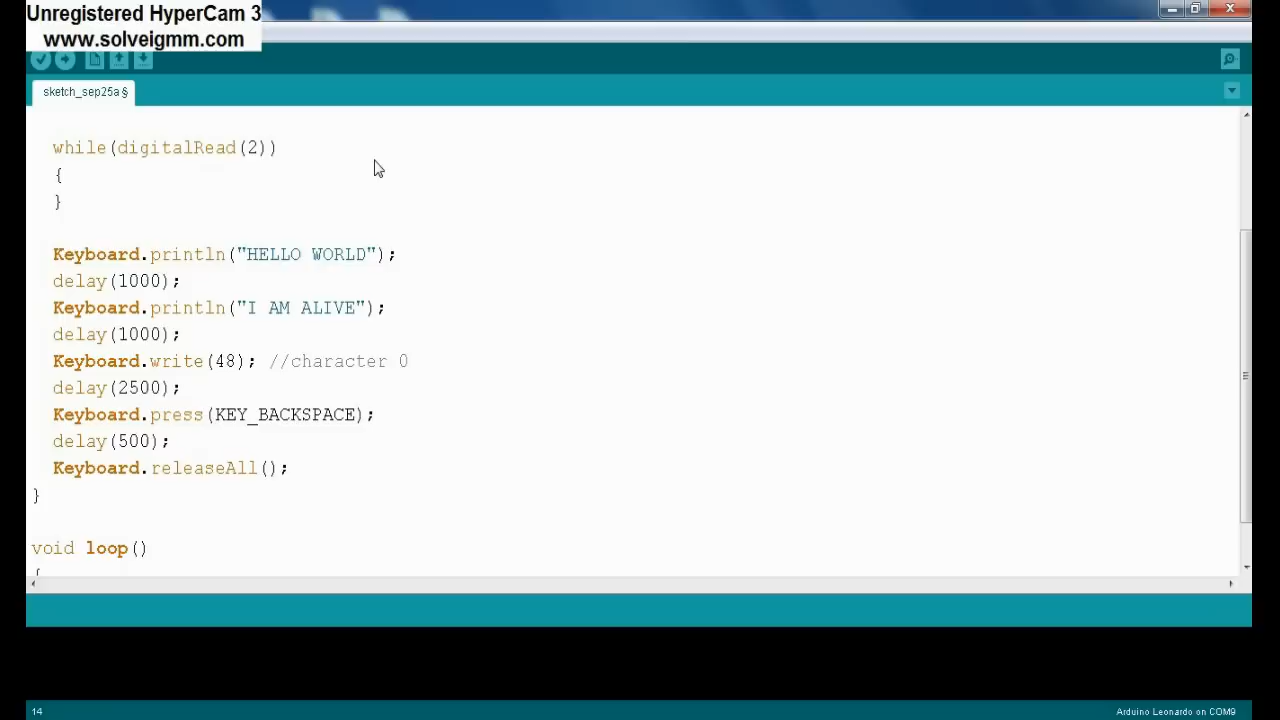 Unregistered HyperCam 3
www.solveigmm.com
sketch_sep25a §
while(digitalRead(2))
{
}
Keyboard.println("HELLO WORLD");
delay(1000);
Keyboard.println("I AM ALIVE");
delay(1000);
Keyboard.write(48); //character 0
delay(2500);
Keyboard.press(KEY_BACKSPACE);
delay(500);
Keyboard.releaseAll();
}
void loop()
{
14
Arduino Leonardo on COM9